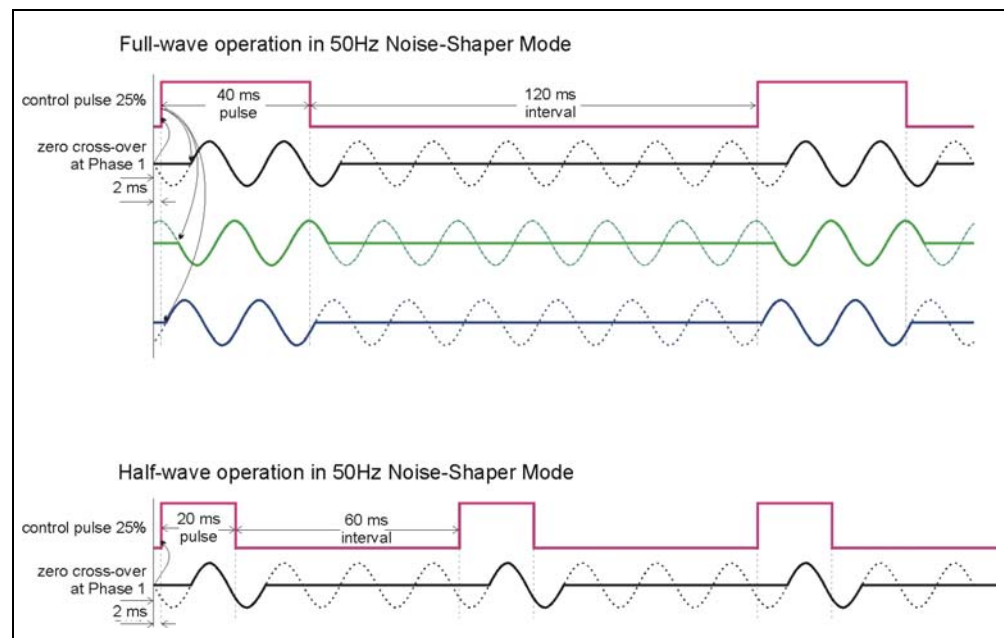 Full-wave operation in 50Hz Noise-Shaper Mode
control pulse 25%
40 ms
pulse
120 ms
interval
zero cross-over
at Phase 1
2 ms
Half-wave operation in 50Hz Noise-Shaper Mode
control pulse 25%
20 ms
pulse
60 ms
interval
zero cross-over
at Phase 1
2 ms